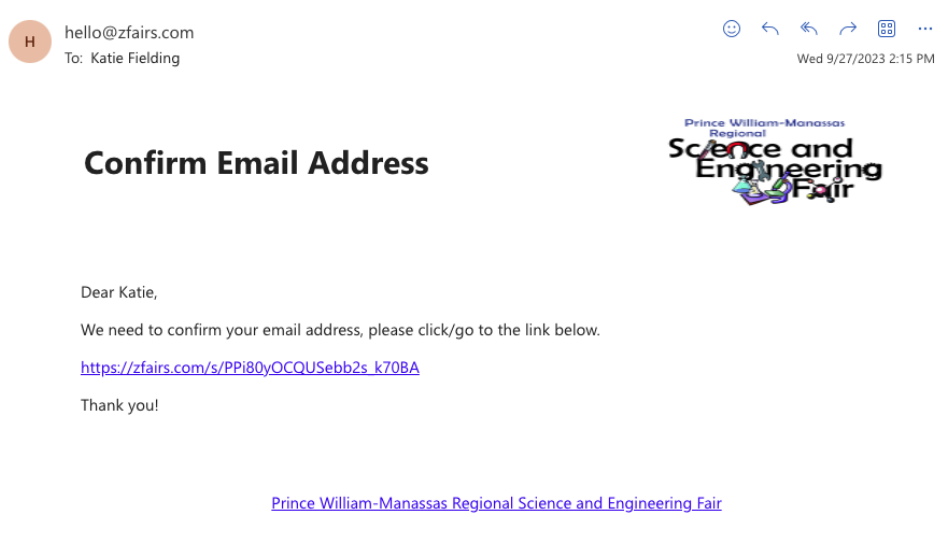 H
hello@zfairs.com
To: Katie Fielding
Wed 9/27/2023 2:15 PM
Prince William-Manassas
Regional
Science and
Engineering
Fair
Confirm Email Address
Dear Katie,
We need to confirm your email address, please click/go to the link below.
https://zfairs.com/s/PPi80yOCQUSebb2s_k70BA
Thank you!
Prince William-Manassas Regional Science and Engineering Fair